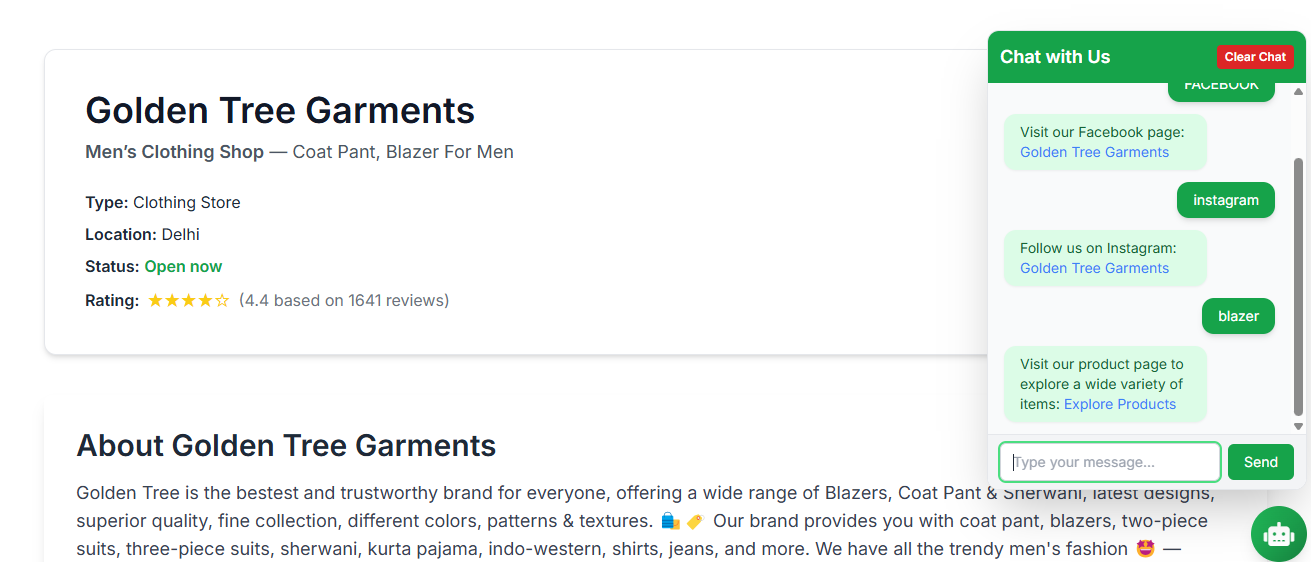 Golden Tree Garments
Men’s Clothing Shop — Coat Pant, Blazer For Men
Type: Clothing Store
Location: Delhi
Status: Open now
Rating: ★★★★☆ (4.4 based on 1641 reviews)
About Golden Tree Garments
Golden Tree is the bestest and trustworthy brand for everyone, offering a wide range of Blazers, Coat Pant & Sherwani, latest designs,
superior quality, fine collection, different colors, patterns & textures. 🛍️ 🏷️ Our brand provides you with coat pant, blazers, two-piece
suits, three-piece suits, sherwani, kurta pajama, indo-western, shirts, jeans, and more. We have all the trendy men's fashion 🤩 —
Chat with Us
Clear Chat
FACEBOOK
Visit our Facebook page:
Golden Tree Garments
instagram
Follow us on Instagram:
Golden Tree Garments
blazer
Visit our product page to
explore a wide variety of
items: Explore Products
Type your message...
Send